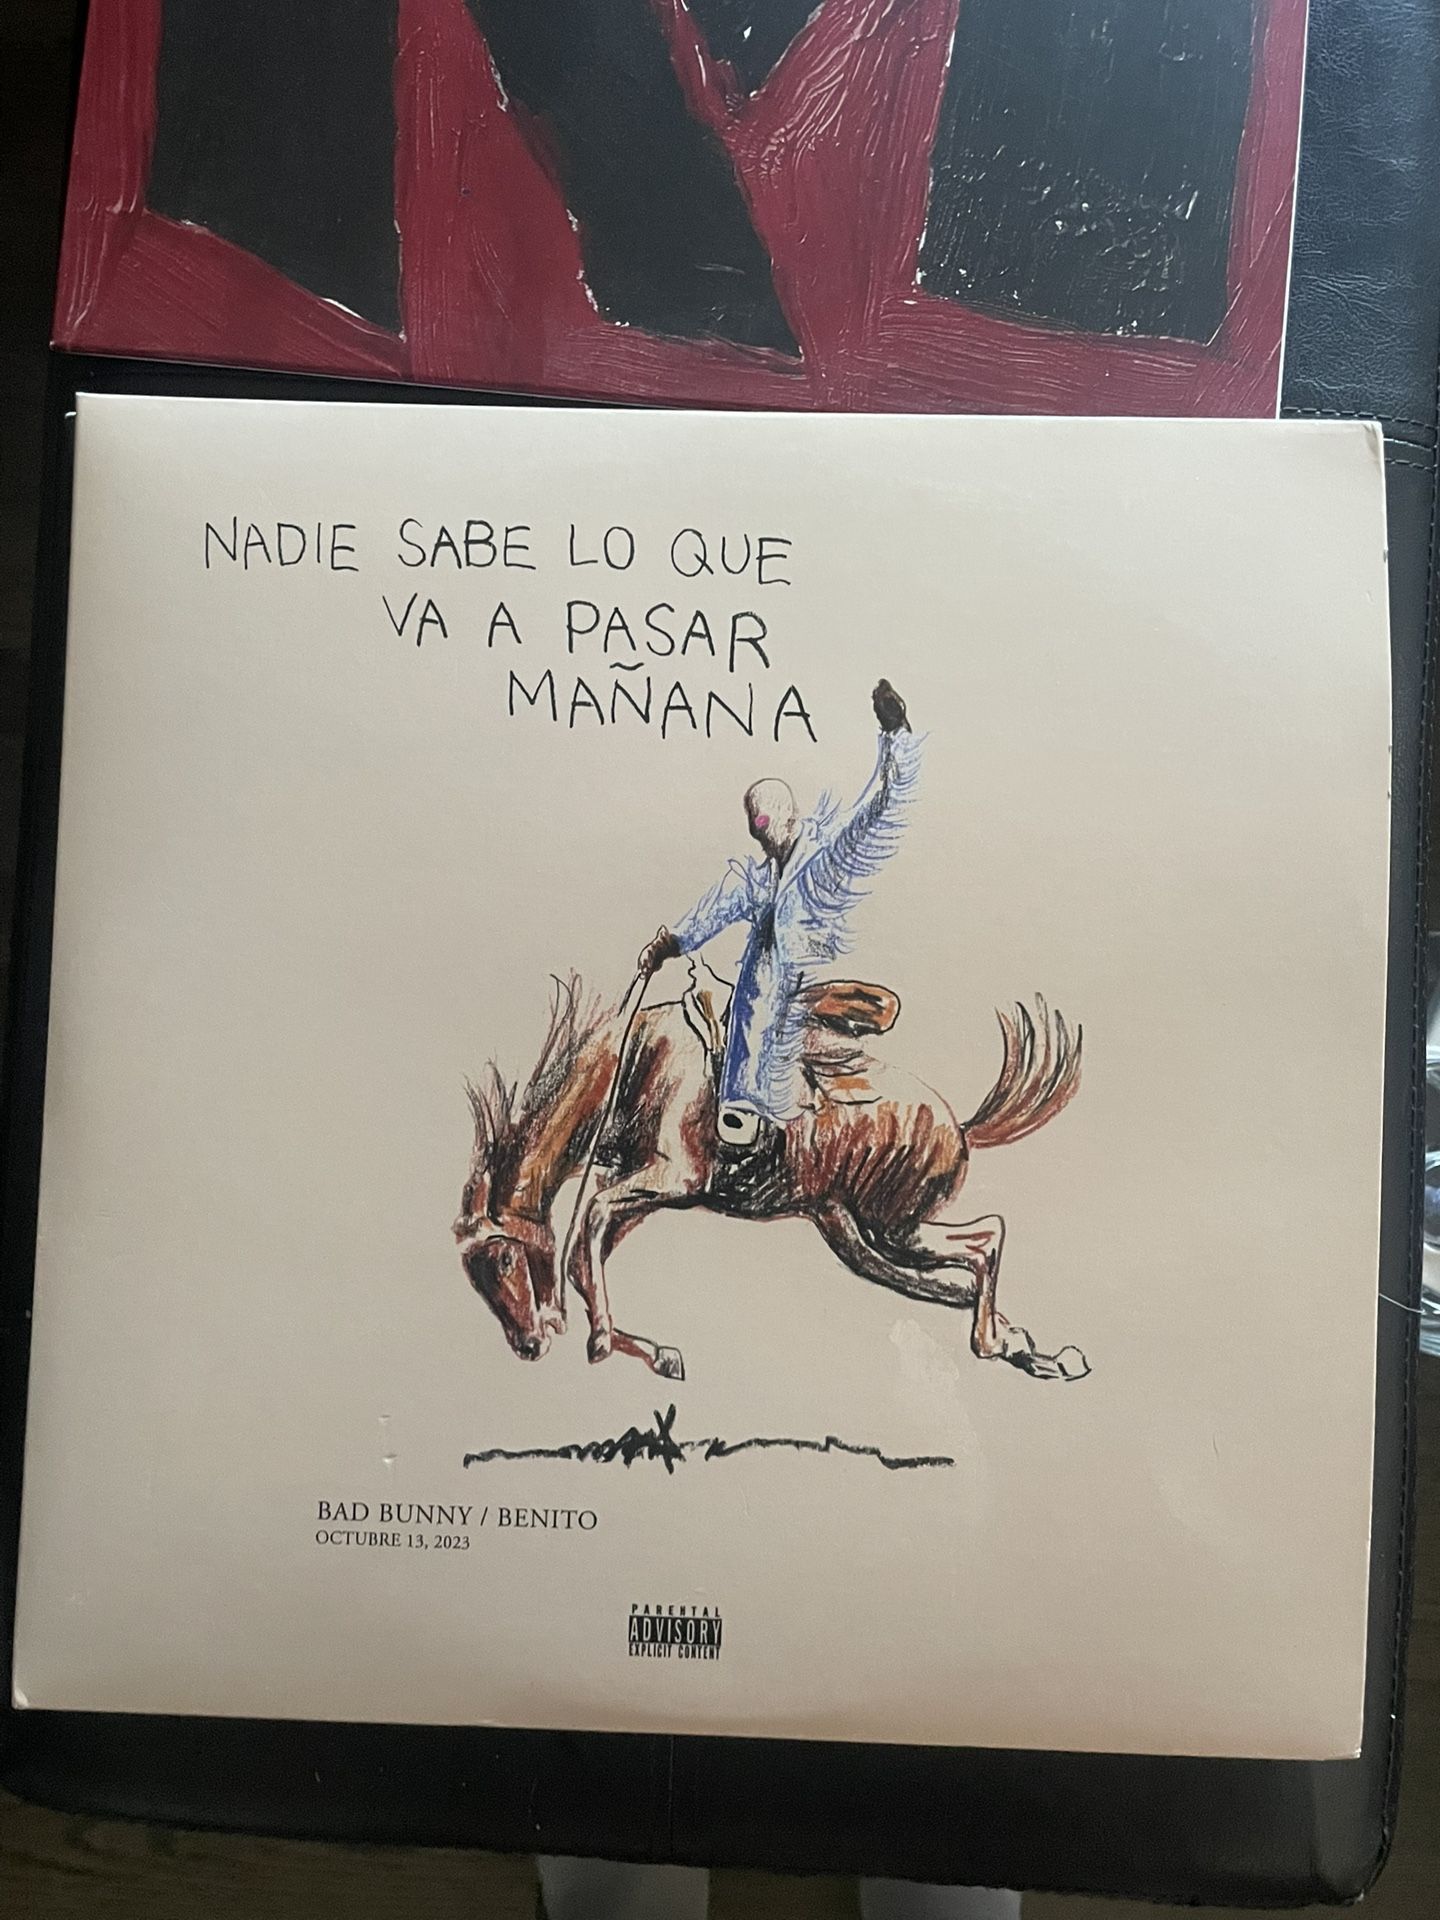 NADIE SABE LO QUE
VA A PASAR
MAÑANA
BAD BUNNY / BENITO
OCTUBRE 13, 2023
PARENTAL
ADVISORY
EXPLICIT CONTENT